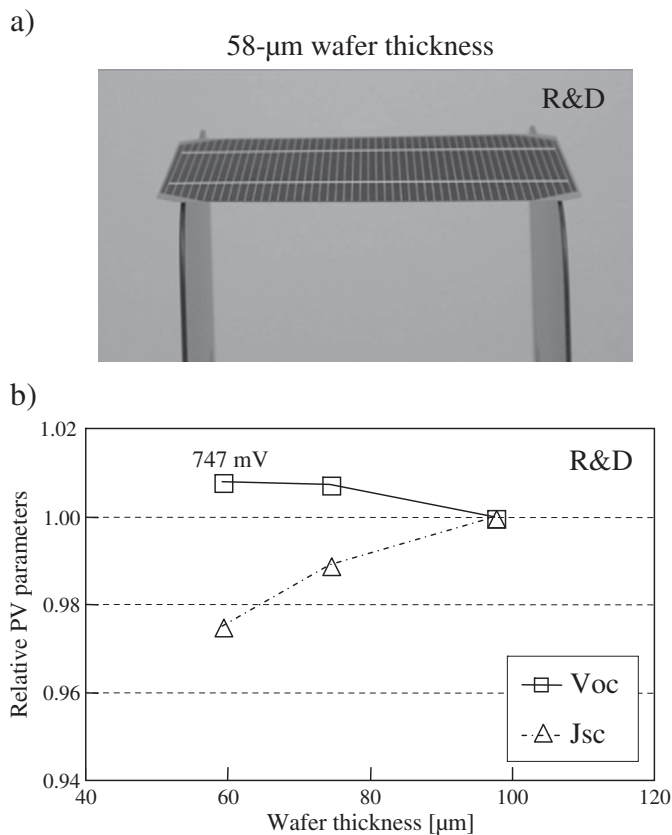 a)
58-μm wafer thickness
R&D
b)
1.02
747 mV
R&D
1.00
0.98
0.96
0.94
Relative PV parameters
Voc
Jsc
40
60
80
100
120
Wafer thickness [μm]